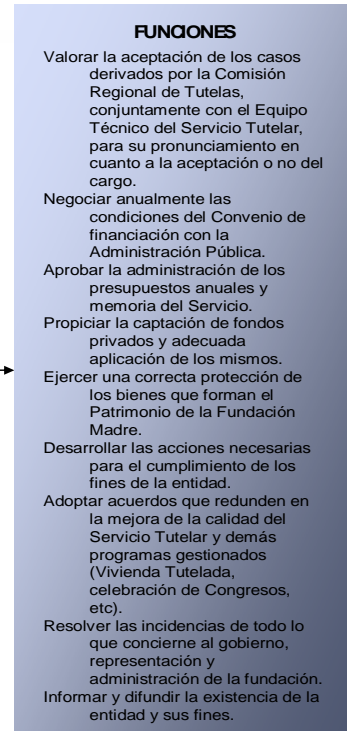 FUNCIONES
Valorar la aceptación de los casos
derivados por la Comisión
Regional de Tutelas,
conjuntamente con el Equipo
Técnico del Servicio Tutelar,
para su pronunciamiento en
cuanto a la aceptación o no del
cargo.
Negociar anualmente las
condiciones del Convenio de
financiación con la
Administración Pública.
Aprobar la administración de los
presupuestos anuales y
memoria del Servicio.
Propiciar la captación de fondos
privados y adecuada
aplicación de los mismos.
Ejercer una correcta protección de
los bienes que forman el
Patrimonio de la Fundación
Madre.
Desarrollar las acciones necesarias
para el cumplimiento de los
fines de la entidad.
Adoptar acuerdos que redunden en
la mejora de la calidad del
Servicio Tutelar y demás
programas gestionados
(Vivienda Tutelada,
celebración de Congresos,
etc).
Resolver las incidencias de todo lo
que concierne al gobierno,
representación y
administración de la fundación.
Informar y difundir la existencia de la
entidad y sus fines.